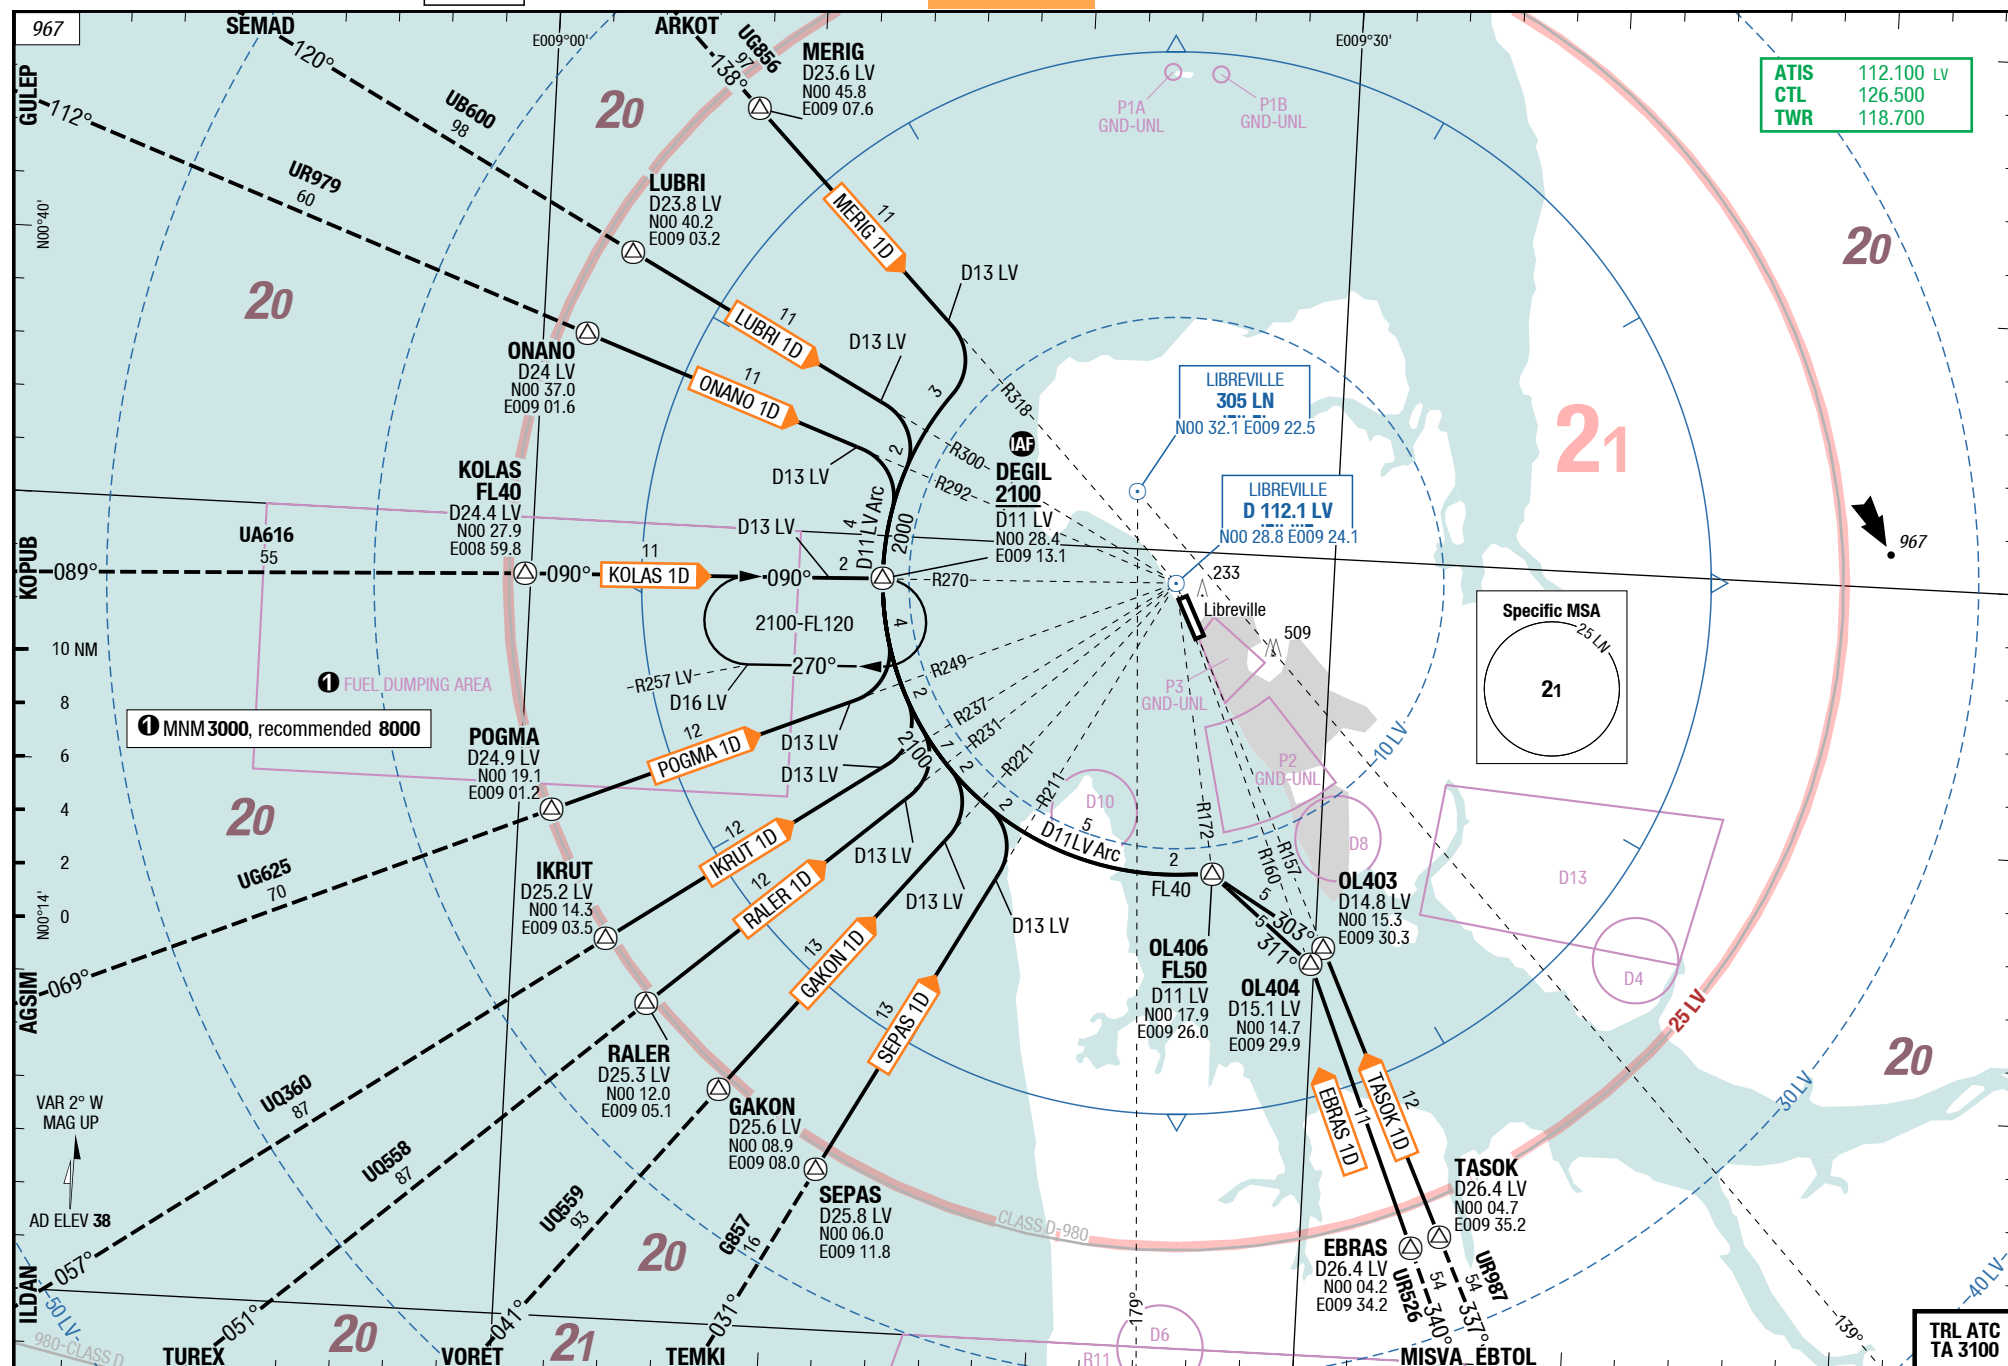 967
SEMAD
ARKOT
E009°00'
E009°30'
GULEP
120°
112°
UG856
97
138°
MERIG
D23.6 LV
N00 45.8
E009 07.6
P1A
GND-UNL
P1B
GND-UNL
ATIS 112.100 LV
CTL 126.500
TWR 118.700
20
UB600
98
UR979
60
LUBRI
D23.8 LV
N00 40.2
E009 03.2
N00°40'
20
20
MERIG 1D
11
D13 LV
LUBRI 1D
11
D13 LV
ONANO
D24 LV
N00 37.0
E009 01.6
ONANO 1D
11
D13 LV
3
2
R318
R300
R292
LIBREVILLE
305 LN
N00 32.1 E009 22.5
21
KOLAS
FL40
D24.4 LV
N00 27.9
E008 59.8
IAF
DEGIL
2100
D11 LV
N00 28.4
E009 13.1
LIBREVILLE
D 112.1 LV
N00 28.8 E009 24.1
967
UA616
55
KOPUB
089°
090°
11
KOLAS 1D
090°
D13 LV
2
4
D11 LV Arc
2000
R270
233
Libreville
509
Specific MSA
25 LN
21
2100-FL120
270°
4
R257 LV
D16 LV
R249
10 NM
8
6
4
2
0
1 FUEL DUMPING AREA
1 MNM 3000, recommended 8000
P3
GND-UNL
P2
GND-UNL
10 LV
POGMA
D24.9 LV
N00 19.1
E009 01.2
POGMA 1D
12
D13 LV
2
2100
R237
R231
R221
R211
1
2
2
D13 LV
20
UG625
70
N00°14'
IKRUT
D25.2 LV
N00 14.3
E009 03.5
IKRUT 1D
12
RALER 1D
12
D13 LV
D10
5
D11 LV Arc
2
FL40
R172
R160
R157
D8
D13
D4
OL403
D14.8 LV
N00 15.3
E009 30.3
D13 LV
D13 LV
GAKON 1D
13
SEPAS 1D
13
5
303°
5
311°
OL406
FL50
D11 LV
N00 17.9
E009 26.0
OL404
D15.1 LV
N00 14.7
E009 29.9
AGSIM
069°
25 LV
20
30 LV
RALER
D25.3 LV
N00 12.0
E009 05.1
GAKON
D25.6 LV
N00 08.9
E009 08.0
VAR 2° W
MAG UP
AD ELEV 38
UQ360
87
UQ558
87
UQ559
93
G857
16
SEPAS
D25.8 LV
N00 06.0
E009 11.8
CLASS D-980
EBRAS 1D
11
TASOK 1D
12
TASOK
D26.4 LV
N00 04.7
E009 35.2
EBRAS
D26.4 LV
N00 04.2
E009 34.2
UR526
54
340°
UR987
54
337°
ILDAN
057°
50 LV
980-CLASS D
051°
20
041°
21
20
031°
179°
D6
R11
139°
40 LV
TUREX
VORET
TEMKI
MISVA
EBTOL
TRL ATC
TA 3100